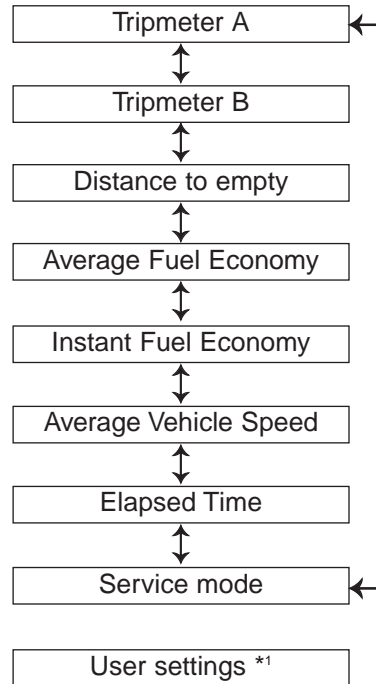 Tripmeter A
Tripmeter B
Distance to empty
Average Fuel Economy
Instant Fuel Economy
Average Vehicle Speed
Elapsed Time
Service mode
User settings *1